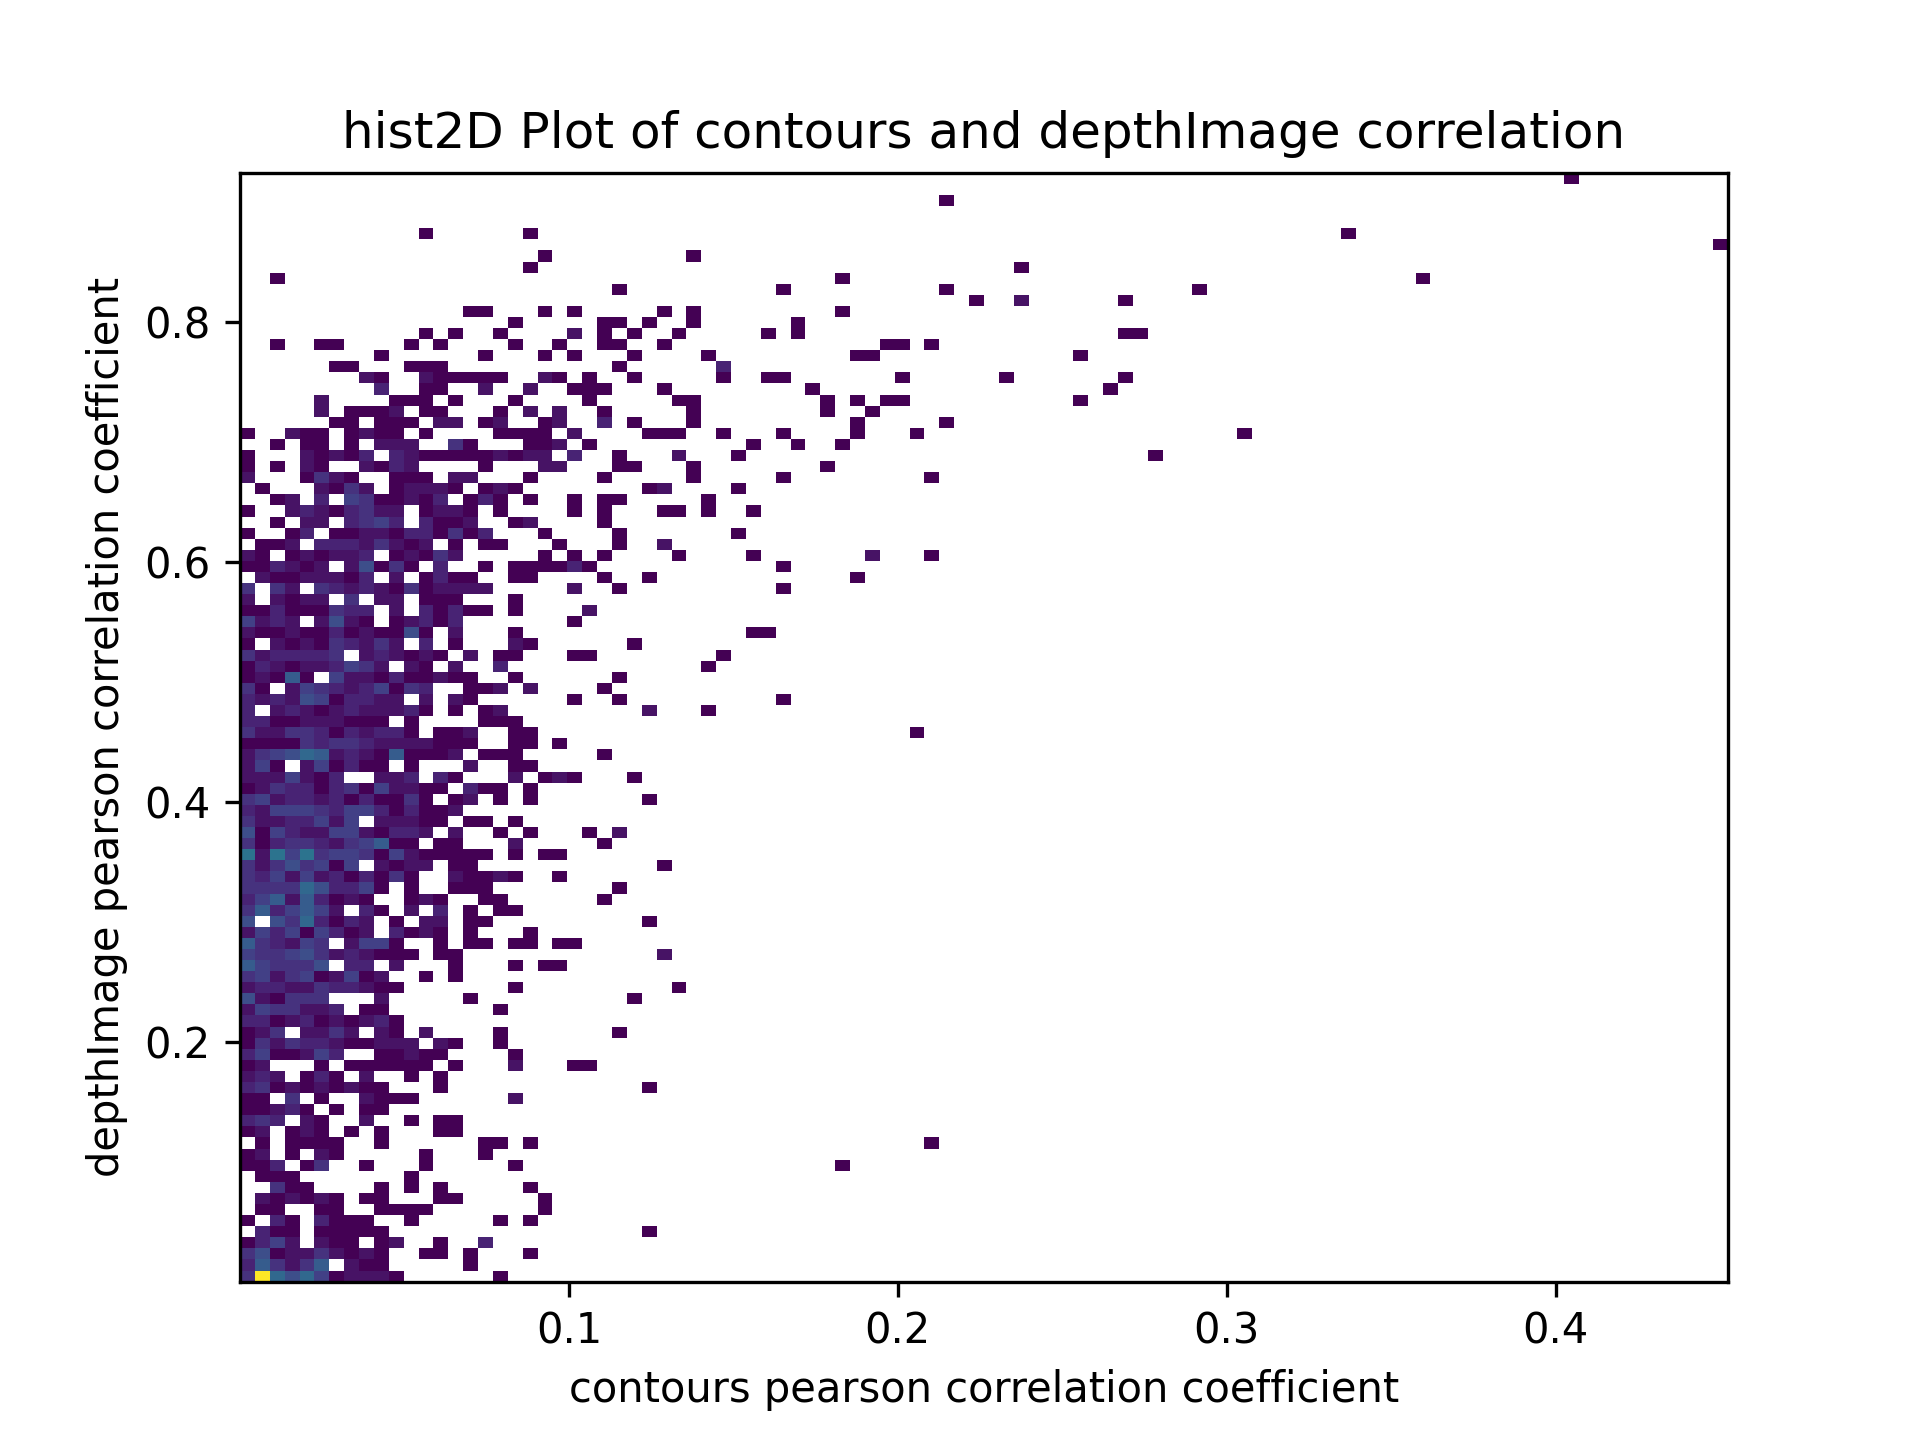 hist2D Plot of contours and depthImage correlation
depthImage pearson correlation coefficient
0.8
0.6
0.4
0.2
0.1 0.2 0.3 0.4
contours pearson correlation coefficient